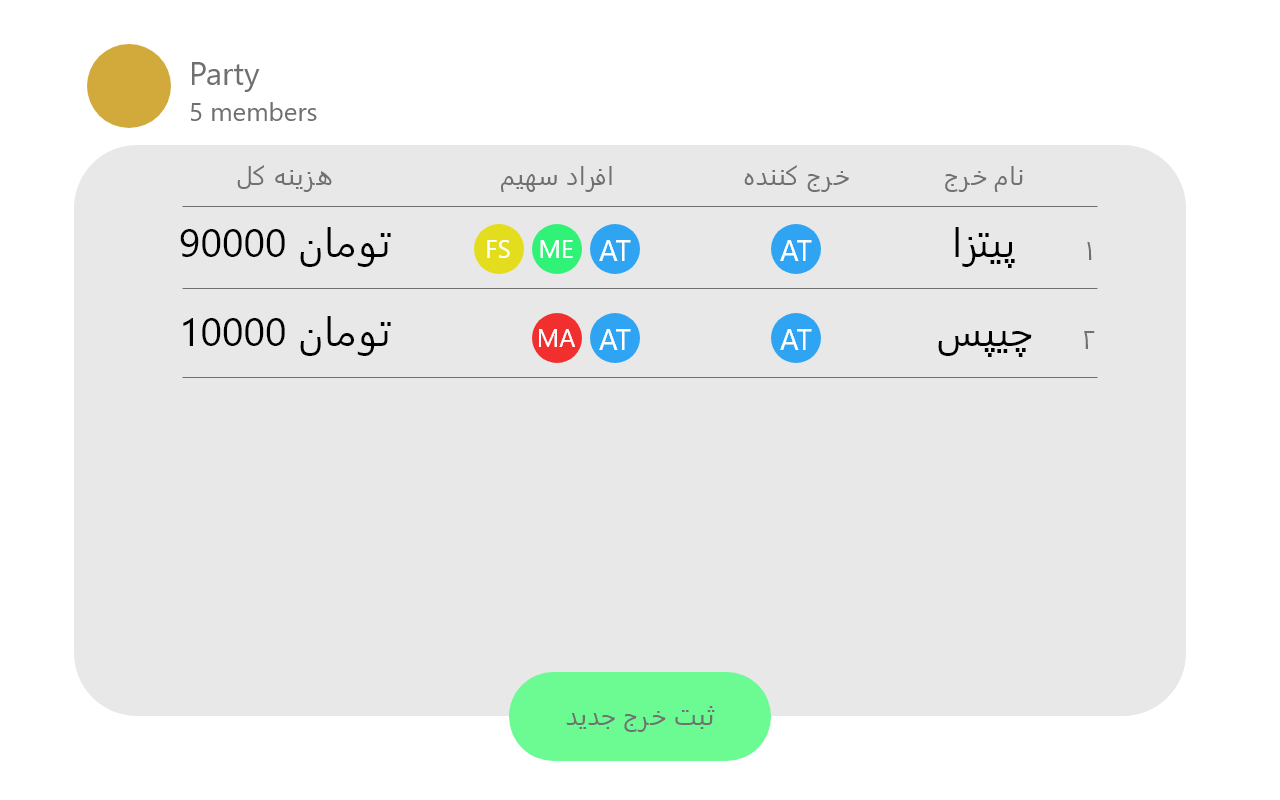 Party
5 members
نام خرج خرج کننده افراد سهیم هزینه کل
۱ پیتزا AT AT ME FS 90000 تومان
۲ چیپس AT AT MA 10000 تومان
ثبت خرج جدید